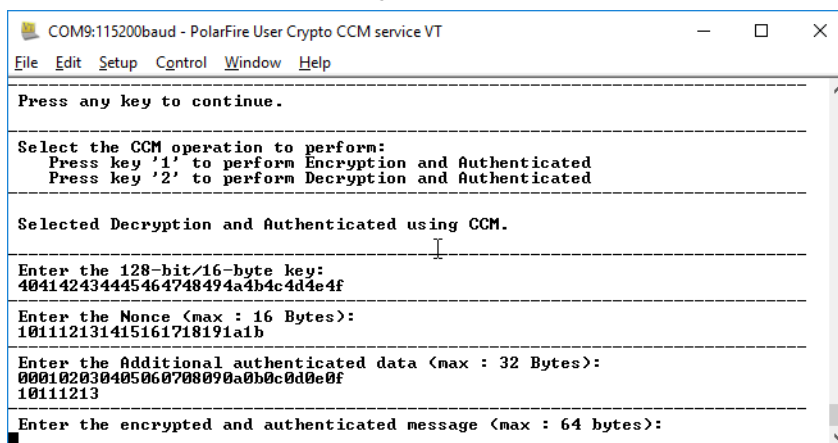 COM9:115200baud - PolarFire User Crypto CCM service VT
File Edit Setup Control Window Help
Press any key to continue.
Select the CCM operation to perform:
Press key '1' to perform Encryption and Authenticated
Press key '2' to perform Decryption and Authenticated
Selected Decryption and Authenticated using CCM.
Enter the 128-bit/16-byte key:
404142434445464748494a4b4c4d4e4f
Enter the Nonce (max : 16 Bytes):
101112131415161718191a1b
Enter the Additional authenticated data (max : 32 Bytes):
000102030405060708090a0b0c0d0e0f
10111213
Enter the encrypted and authenticated message (max : 64 bytes):